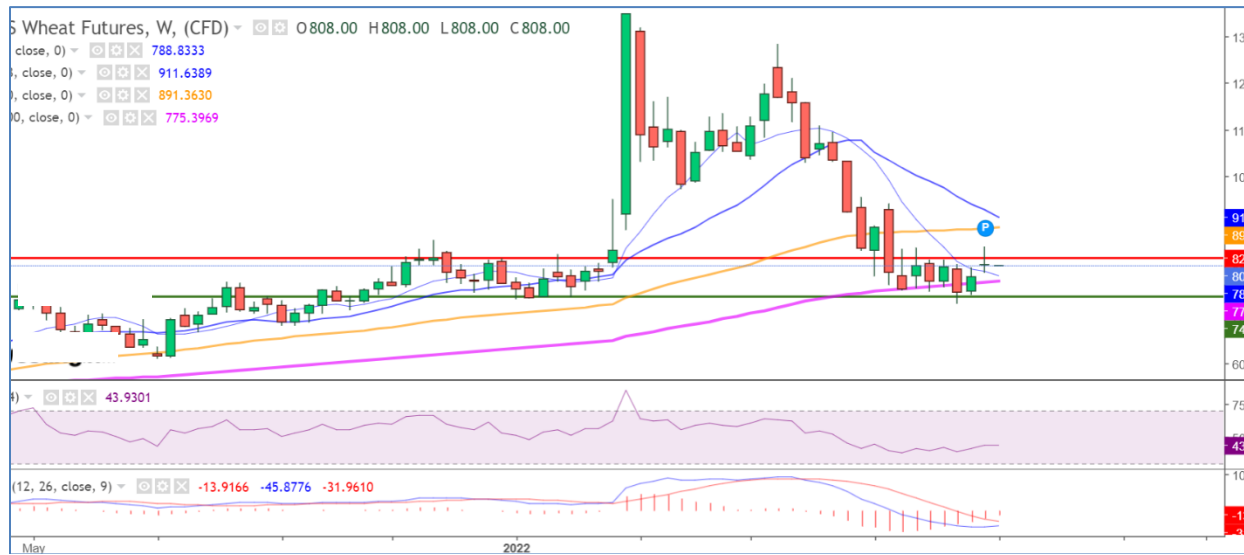 S Wheat Futures, W, (CFD) O808.00 H808.00 L808.00 C808.00
close, 0) 788.8333
, close, 0) 911.6389
, close, 0) 891.3630
00, close, 0) 775.3969
4) 43.9301
(12, 26, close, 9) -13.9166 -45.8776 -31.9610
13
12
11
10
91
89
82
80
78
77
74
60
75
43
10
P
May 2022